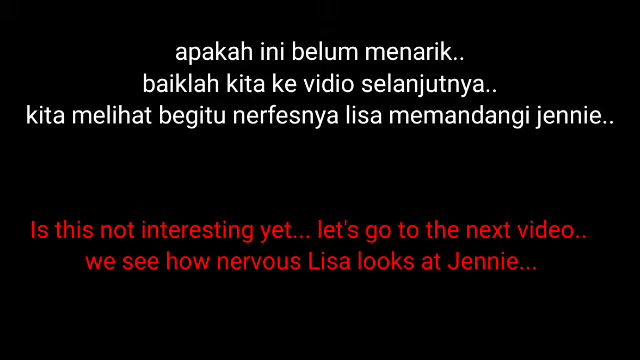 apakah ini belum menarik..
baiklah kita ke vidio selanjutnya..
kita melihat begitu nerfesnya lisa memandangi jennie..
Is this not interesting yet... let's go to the next video..
we see how nervous Lisa looks at Jennie...